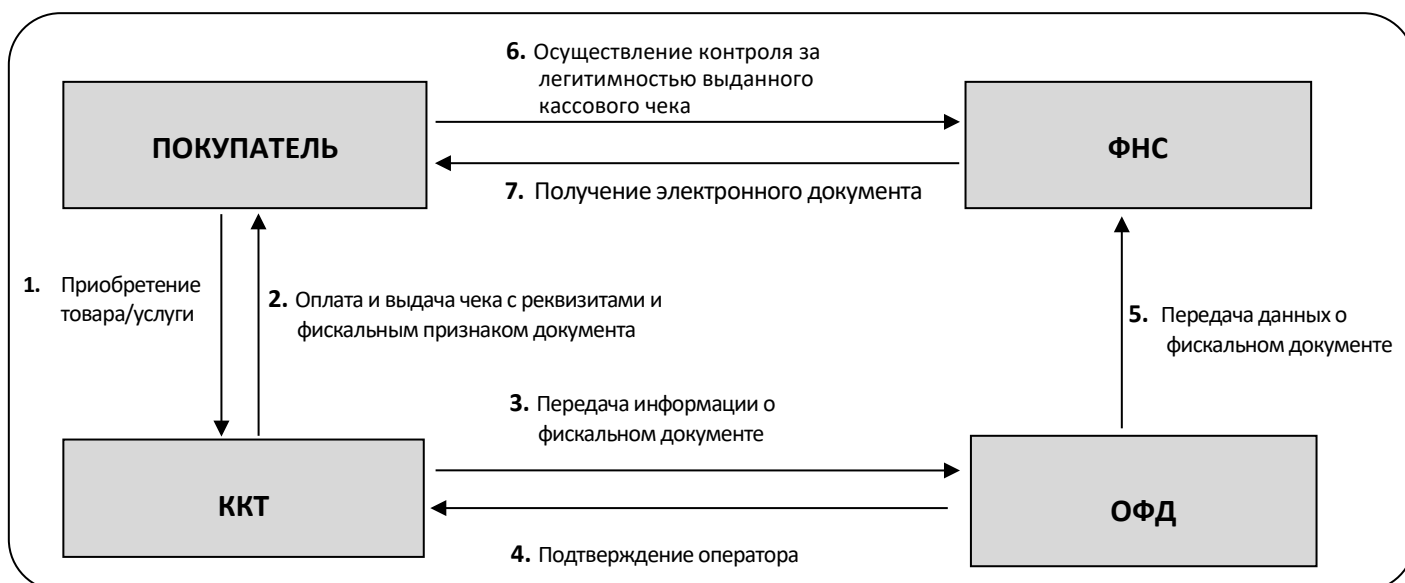 6. Осуществление контроля за
легитимностью выданного
кассового чека
ПОКУПАТЕЛЬ
ФНС
7. Получение электронного документа
1. Приобретение
товара/услуги
2. Оплата и выдача чека с реквизитами и
фискальным признаком документа
5. Передача данных о
фискальном документе
3. Передача информации о
фискальном документе
ККТ
ОФД
4. Подтверждение оператора